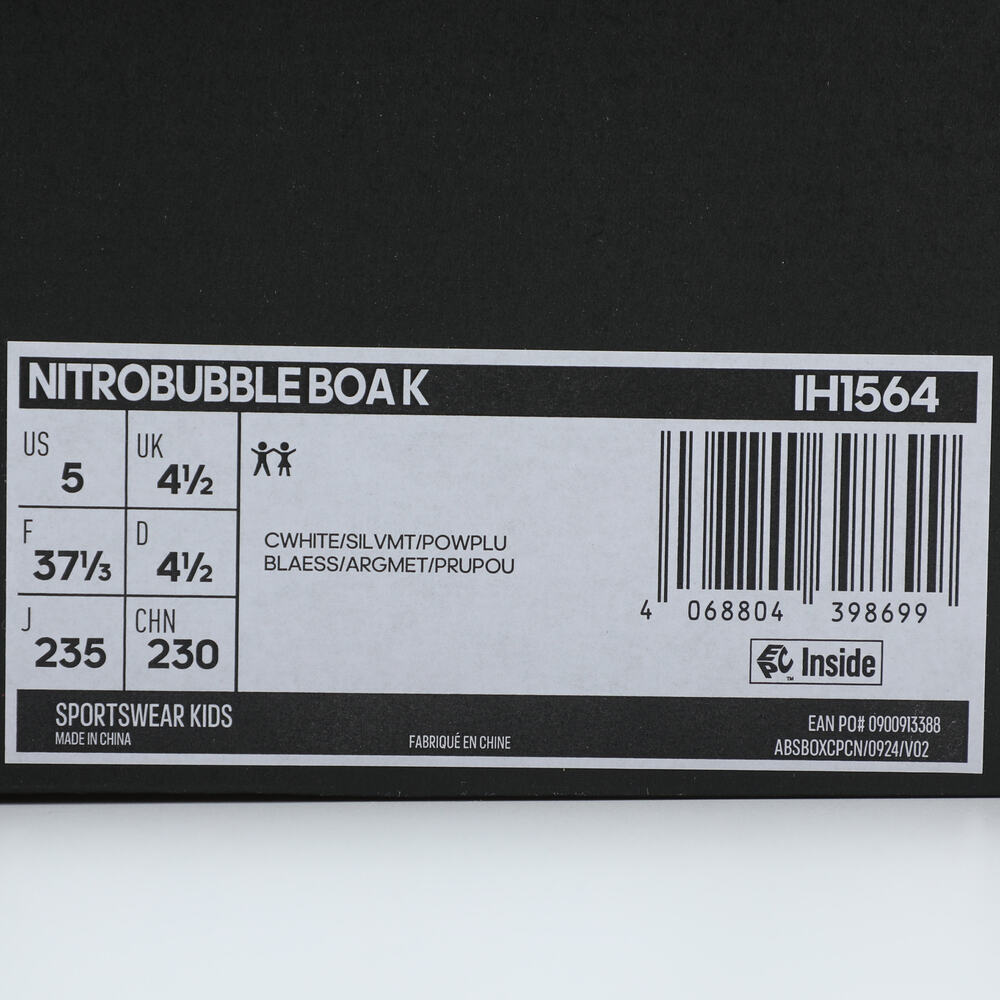 NITROBUBBLE BOA K IH1564
US 5 UK 4½
F 37⅓ D 4½
J 235 CHN 230
CWHITE/SILVMT/POWPLU
BLAESS/ARGMET/PRUPOU
4 068804 398699
EPC Inside
™
SPORTSWEAR KIDS
MADE IN CHINA
FABRIQUÉ EN CHINE
EAN PO# 0900913388
ABSBOXCPCN/0924/V02